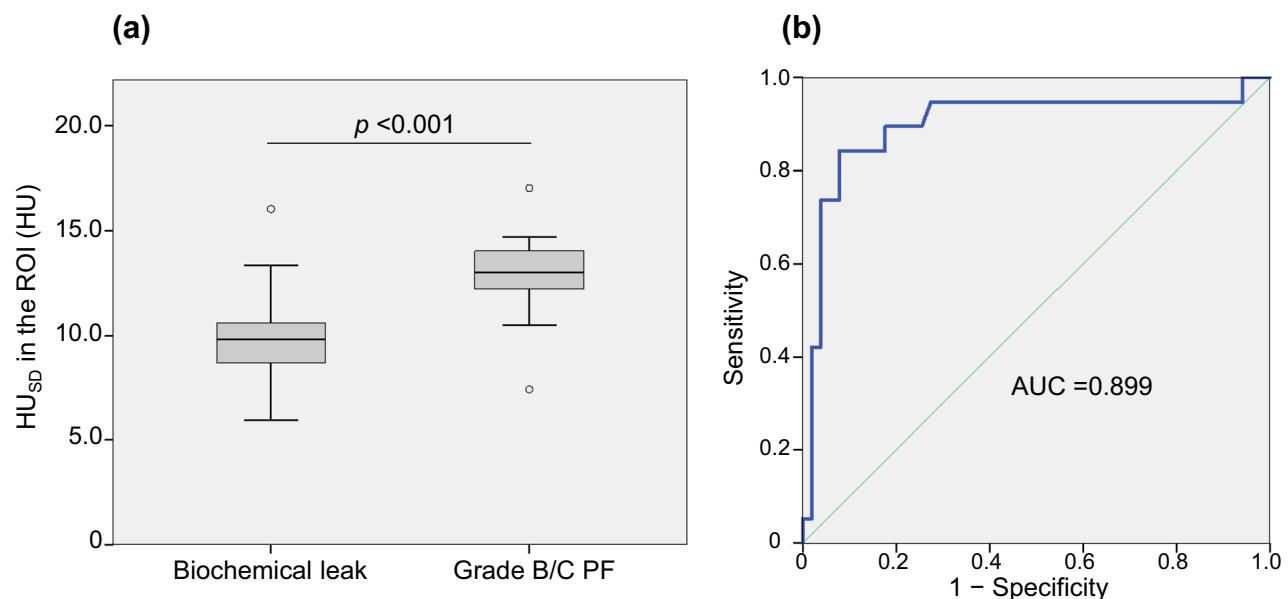 (a)
p <0.001
HU_SD in the ROI (HU)
20.0
15.0
10.0
5.0
0
Biochemical leak
Grade B/C PF
(b)
AUC =0.899
Sensitivity
1.0
0.8
0.6
0.4
0.2
0
0 0.2 0.4 0.6 0.8 1.0
1 − Specificity